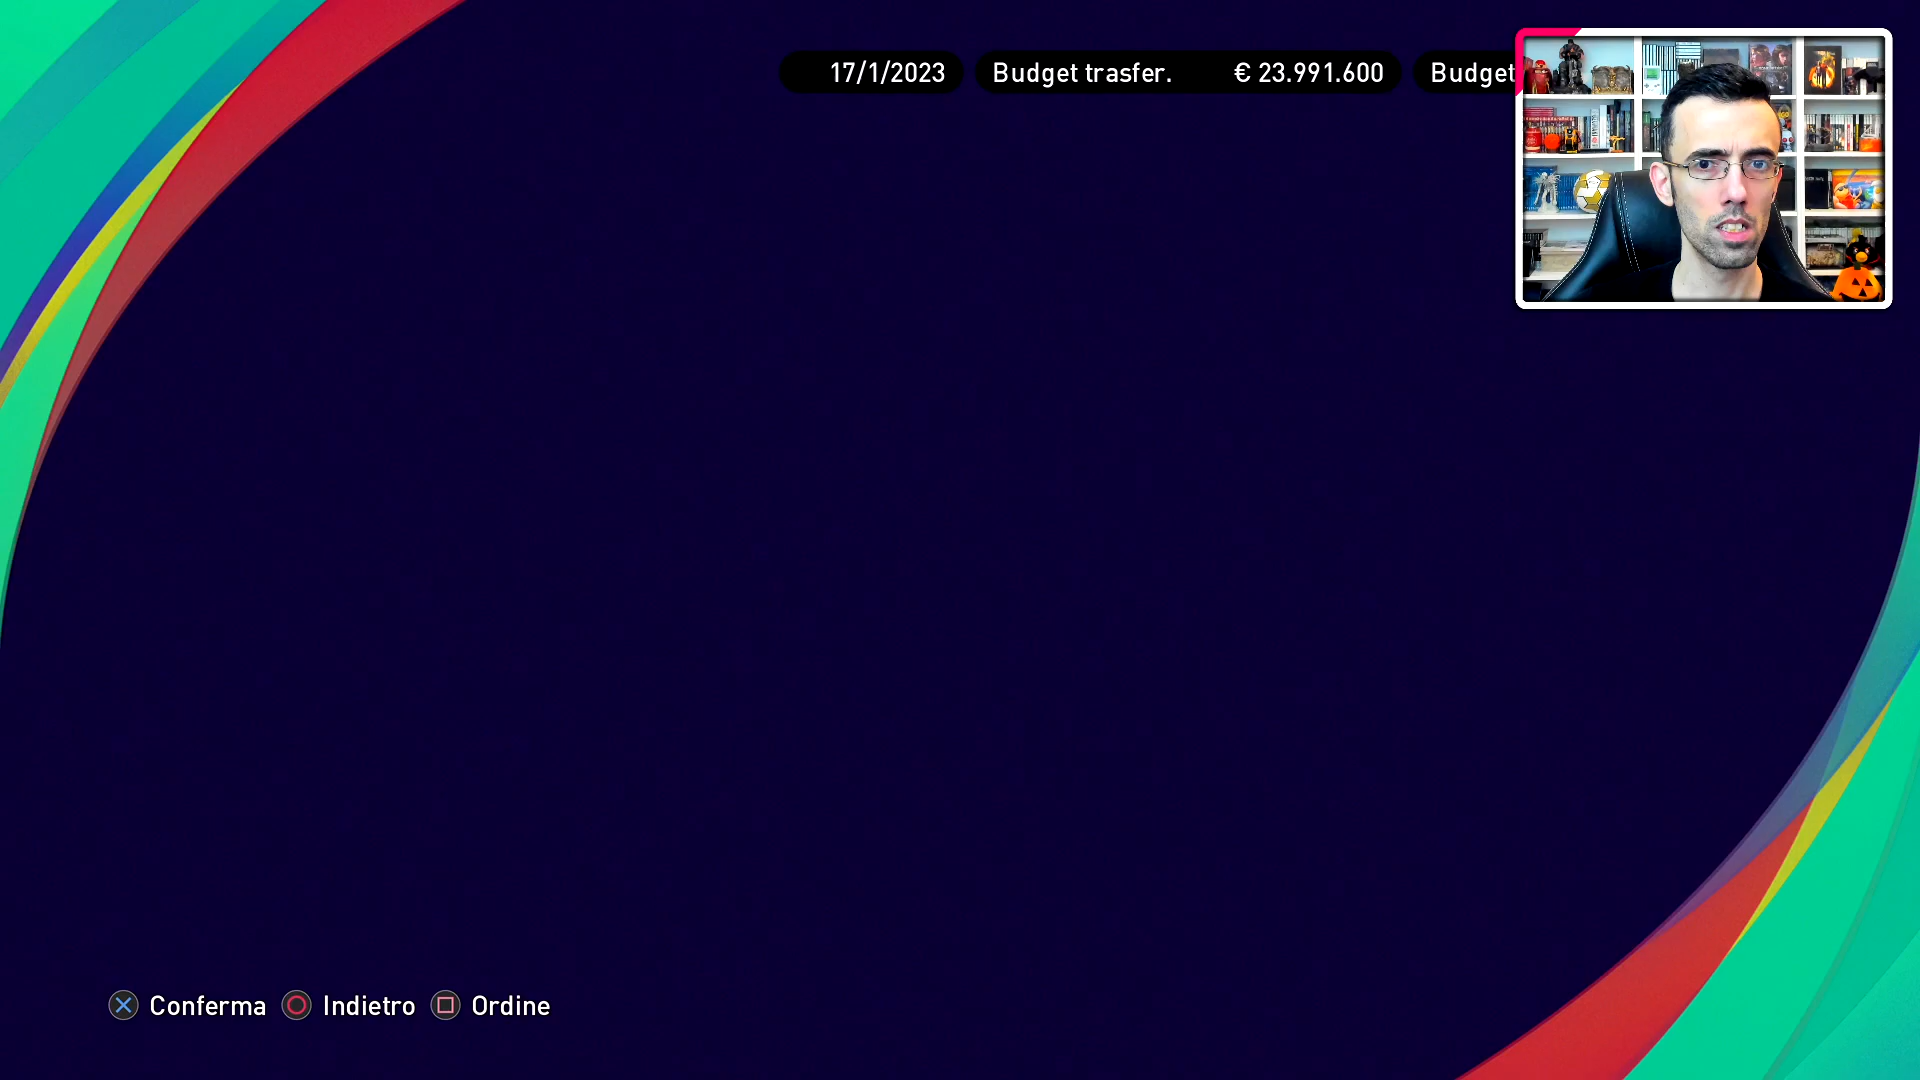 17/1/2023 Budget trasfer. € 23.991.600 Budget
Conferma Indietro Ordine